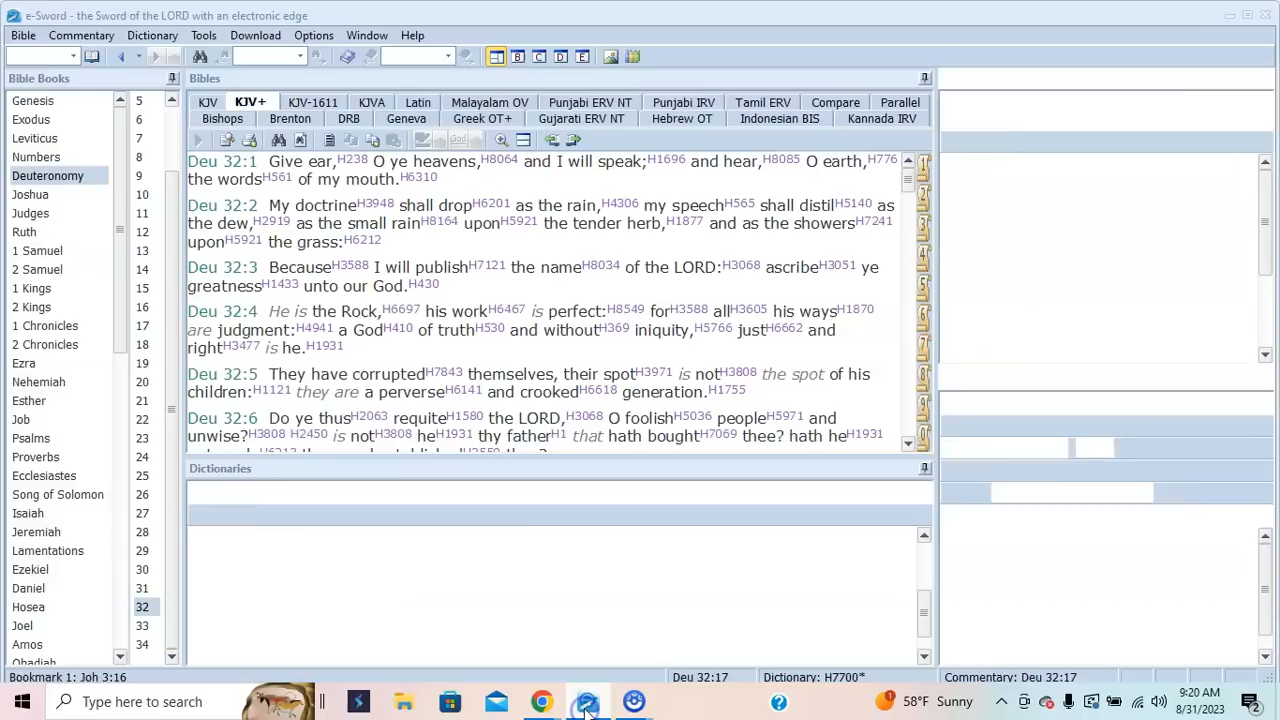 e-Sword - the Sword of the LORD with an electronic edge
Bible Commentary Dictionary Tools Download Options Window Help
B C D E
Bible Books
Bibles
KJV KJV+ KJV-1611 KJVA Latin Malayalam OV Punjabi ERV NT Punjabi IRV Tamil ERV Compare Parallel
Bishops Brenton DRB Geneva Greek OT+ Gujarati ERV NT Hebrew OT Indonesian BIS Kannada IRV
God
Genesis 5
Exodus 6
Leviticus 7
Numbers 8
Deuteronomy 9
Joshua 10
Judges 11
Ruth 12
1 Samuel 13
2 Samuel 14
1 Kings 15
2 Kings 16
1 Chronicles 17
2 Chronicles 18
Ezra 19
Nehemiah 20
Esther 21
Job 22
Psalms 23
Proverbs 24
Ecclesiastes 25
Song of Solomon 26
Isaiah 27
Jeremiah 28
Lamentations 29
Ezekiel 30
Daniel 31
Hosea 32
Joel 33
Amos 34
Obadiah
Deu 32:1 Give ear,H238 O ye heavens,H8064 and I will speak;H1696 and hear,H8085 O earth,H776
the wordsH561 of my mouth.H6310
Deu 32:2 My doctrineH3948 shall dropH6201 as the rain,H4306 my speechH565 shall distilH5140 as
the dew,H2919 as the small rainH8164 uponH5921 the tender herb,H1877 and as the showersH7241
uponH5921 the grass:H6212
Deu 32:3 BecauseH3588 I will publishH7121 the nameH8034 of the LORD:H3068 ascribeH3051 ye
greatnessH1433 unto our God.H430
Deu 32:4 He is the Rock,H6697 his workH6467 is perfect:H8549 forH3588 allH3605 his waysH1870
are judgment:H4941 a GodH410 of truthH530 and withoutH369 iniquity,H5766 justH6662 and
rightH3477 is he.H1931
Deu 32:5 They have corruptedH7843 themselves, their spotH3971 is notH3808 the spot of his
children:H1121 they are a perverseH6141 and crookedH6618 generation.H1755
Deu 32:6 Do ye thusH2063 requiteH1580 the LORD,H3068 O foolishH5036 peopleH5971 and
unwise?H3808 H2450 is notH3808 heH1931 thy fatherH1 that hath boughtH7069 thee? hath heH1931
1
2
3
4
5
6
7
8
9
0
Dictionaries
Bookmark 1: Joh 3:16
Deu 32:17
Dictionary: H7700*
Commentary: Deu 32:17
Type here to search
58°F Sunny
9:20 AM
8/31/2023
2